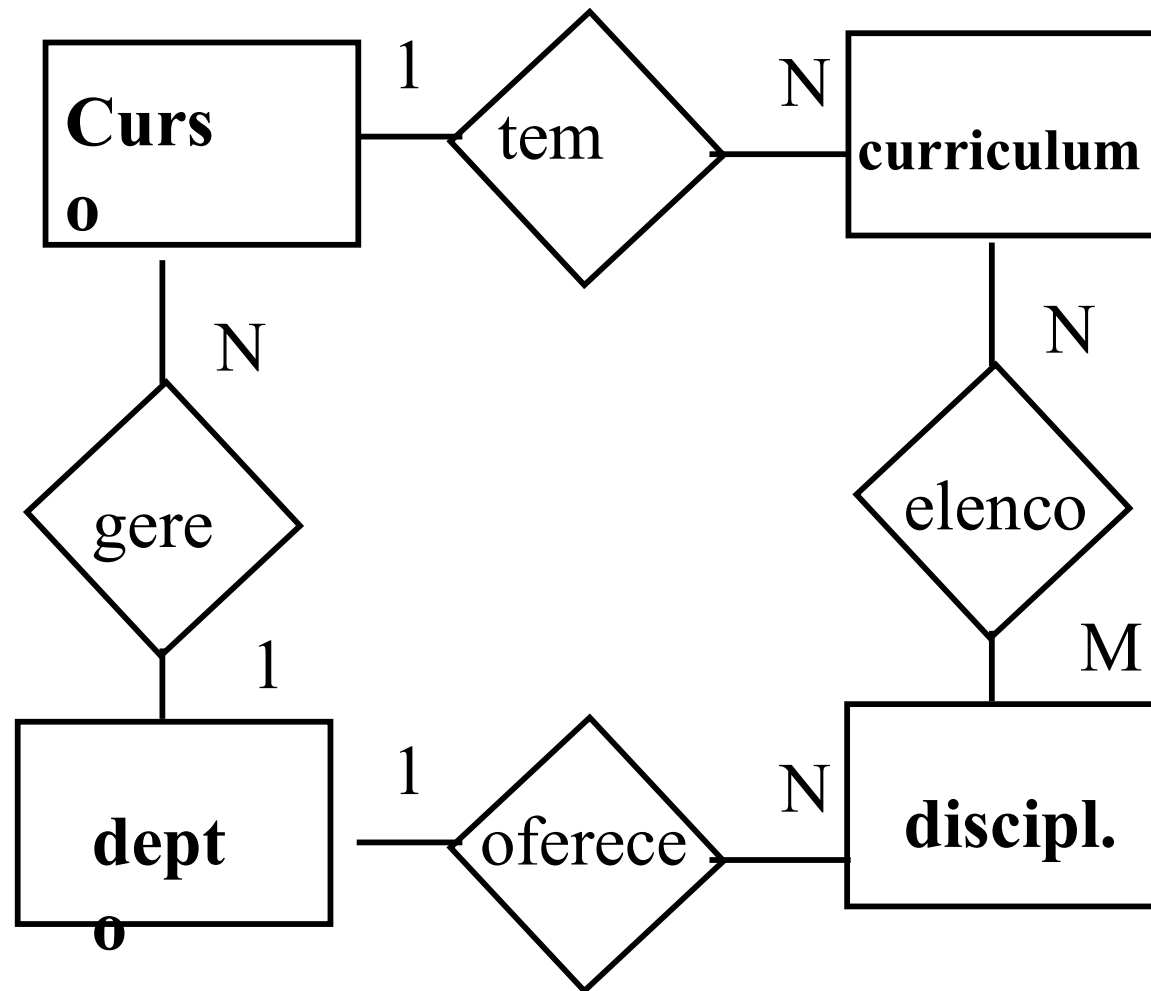 Curs
o
1
tem
N
curriculum
N
N
gere
elenco
1
M
dept
o
1
oferece
N
discipl.